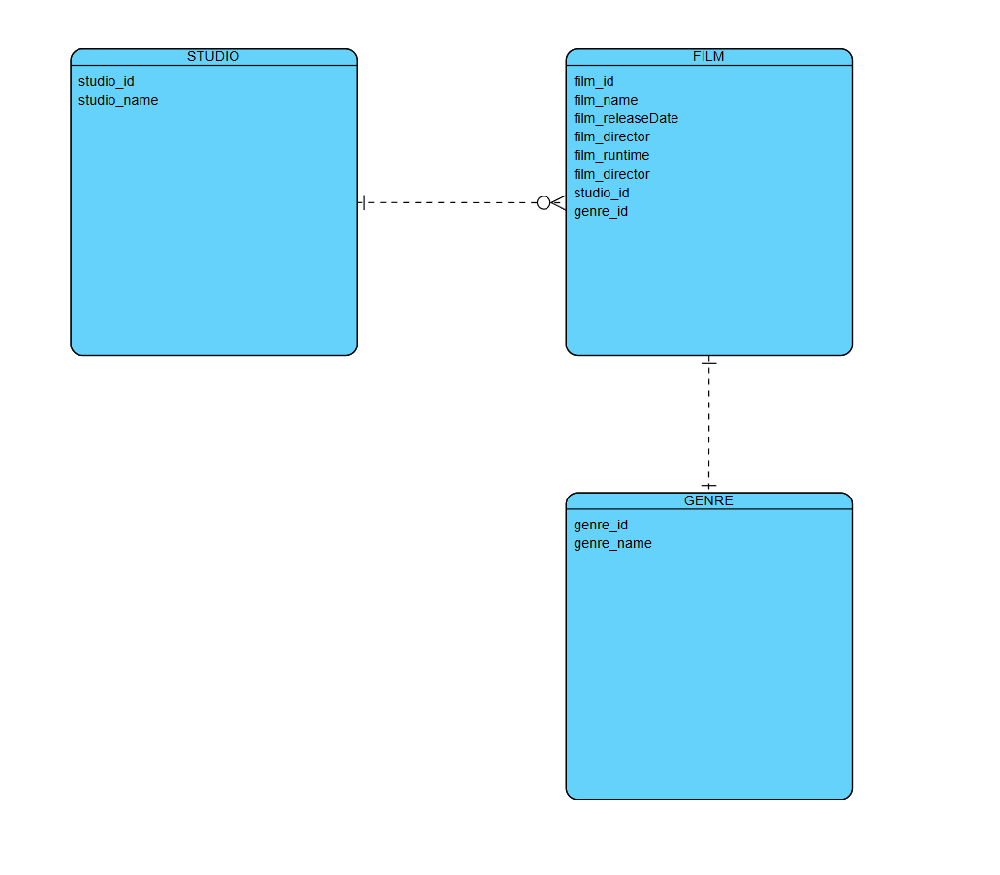 STUDIO
studio_id
studio_name
FILM
film_id
film_name
film_releaseDate
film_director
film_runtime
film_director
studio_id
genre_id
GENRE
genre_id
genre_name